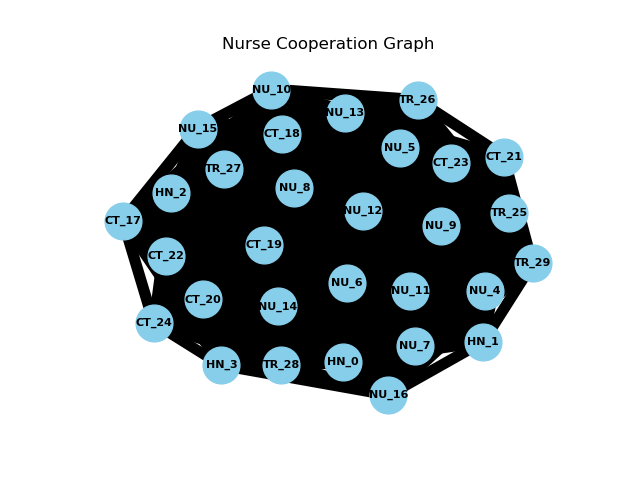 Nurse Cooperation Graph
NU_10
TR_26
NU_13
NU_15
CT_18
NU_5
CT_21
CT_23
TR_27
NU_8
HN_2
NU_12
TR_25
CT_17
NU_9
CT_19
CT_22
TR_29
NU_6
NU_11
NU_4
CT_20
NU_14
CT_24
HN_1
NU_7
HN_0
HN_3
TR_28
NU_16